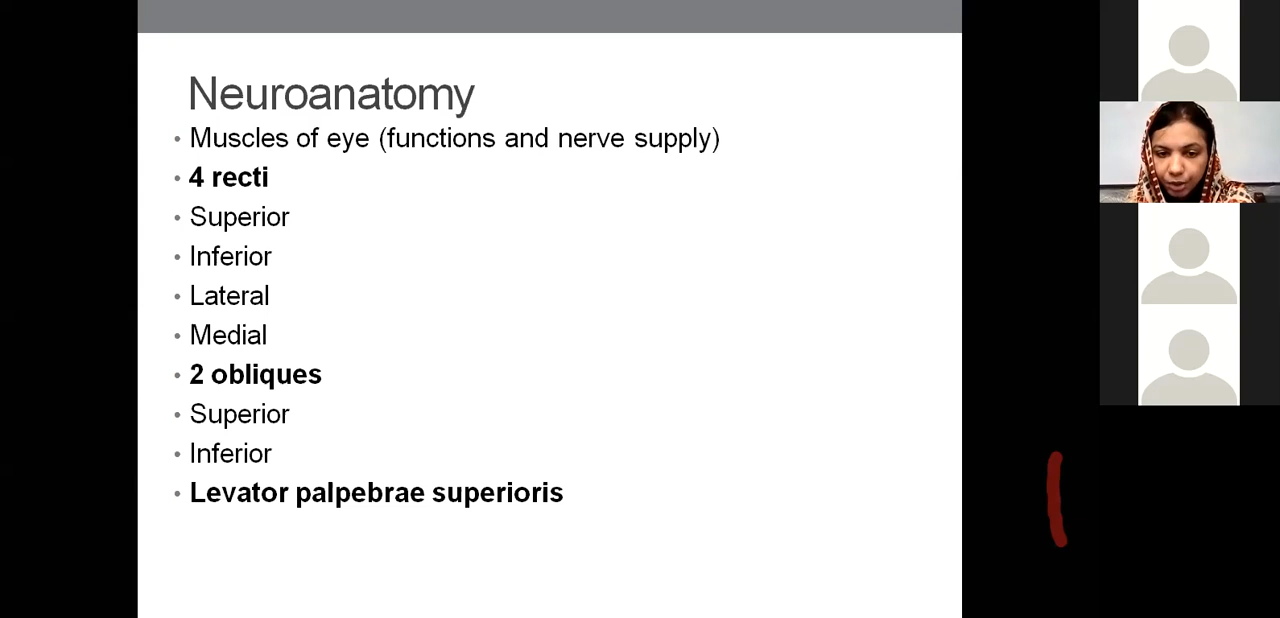 Neuroanatomy
• Muscles of eye (functions and nerve supply)
• 4 recti
• Superior
• Inferior
• Lateral
• Medial
• 2 obliques
• Superior
• Inferior
• Levator palpebrae superioris